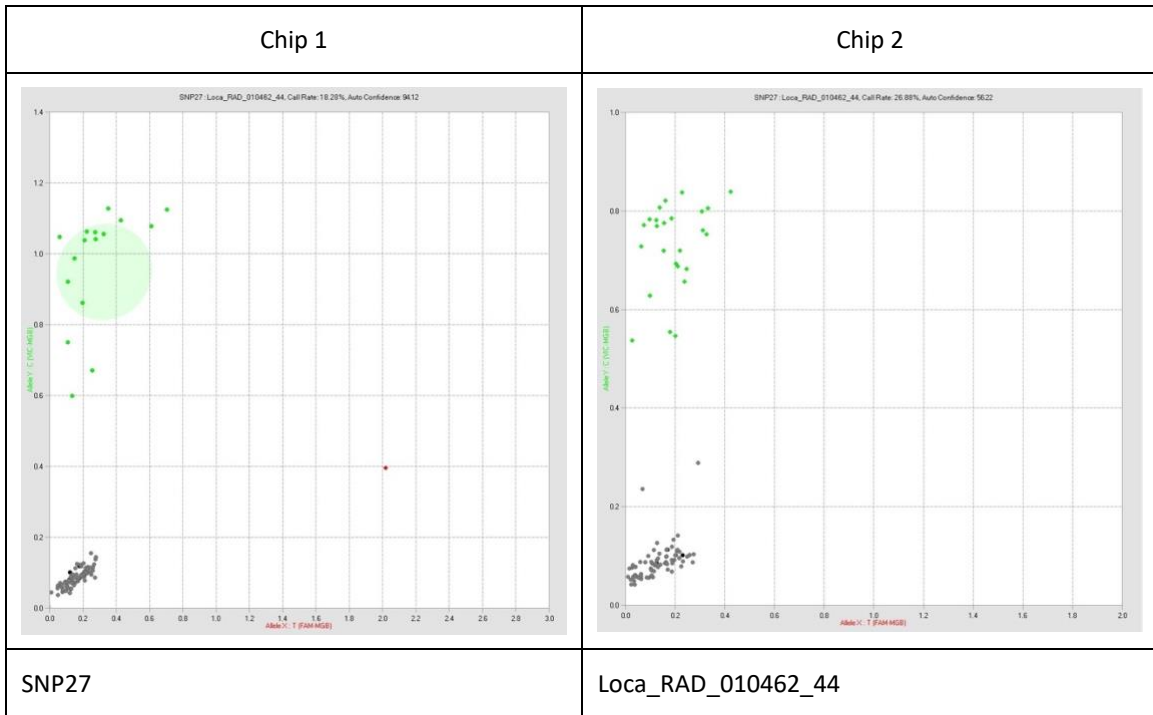 Chip 1
Chip 2
SNP27 : Loca_RAD_010462_44, Call Rate: 18.28%, Auto Confidence: 94.12
1.4
1.2
1.0
0.8
0.6
0.4
0.2
0.0
Allele Y : C (VIC-MGB)
0.0 0.2 0.4 0.6 0.8 1.0 1.2 1.4 1.6 1.8 2.0 2.2 2.4 2.6 2.8 3.0
Allele X : T (FAM-MGB)
SNP27 : Loca_RAD_010462_44, Call Rate: 26.88%, Auto Confidence: 56.22
1.0
0.8
0.6
0.4
0.2
0.0
Allele Y : C (VIC-MGB)
0.0 0.2 0.4 0.6 0.8 1.0 1.2 1.4 1.6 1.8 2.0
Allele X : T (FAM-MGB)
SNP27
Loca_RAD_010462_44